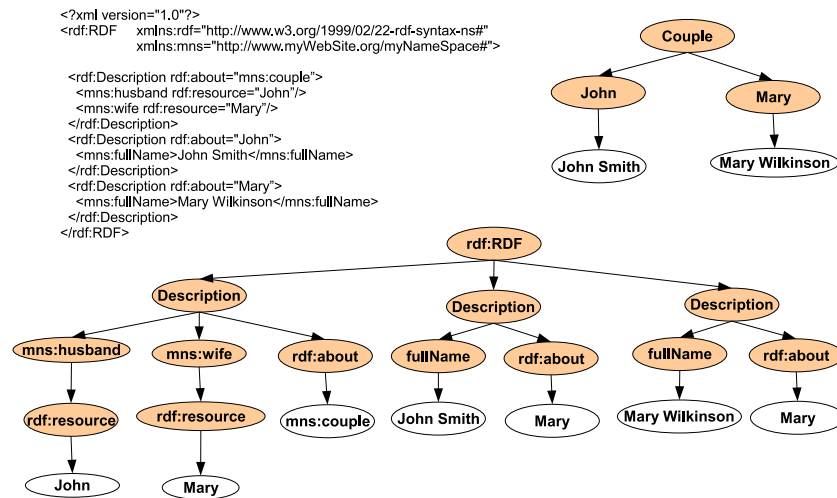 <?xml version="1.0"?>
<rdf:RDF xmlns:rdf="http://www.w3.org/1999/02/22-rdf-syntax-ns#"
xmlns:mns="http://www.myWebSite.org/myNameSpace#">
<rdf:Description rdf:about="mns:couple”>
<mns:husband rdf:resource="John”/>
<mns:wife rdf:resource="Mary”/>
</rdf:Description>
<rdf:Description rdf:about="John”>
<mns:fullName>John Smith</mns:fullName>
</rdf:Description>
<rdf:Description rdf:about="Mary”>
<mns:fullName>Mary Wilkinson</mns:fullName>
</rdf:Description>
</rdf:RDF>
Couple
John Mary
John Smith Mary Wilkinson
rdf:RDF
Description Description Description
mns:husband mns:wife rdf:about fullName rdf:about fullName rdf:about
rdf:resource rdf:resource mns:couple John Smith Mary Mary Wilkinson Mary
John Mary